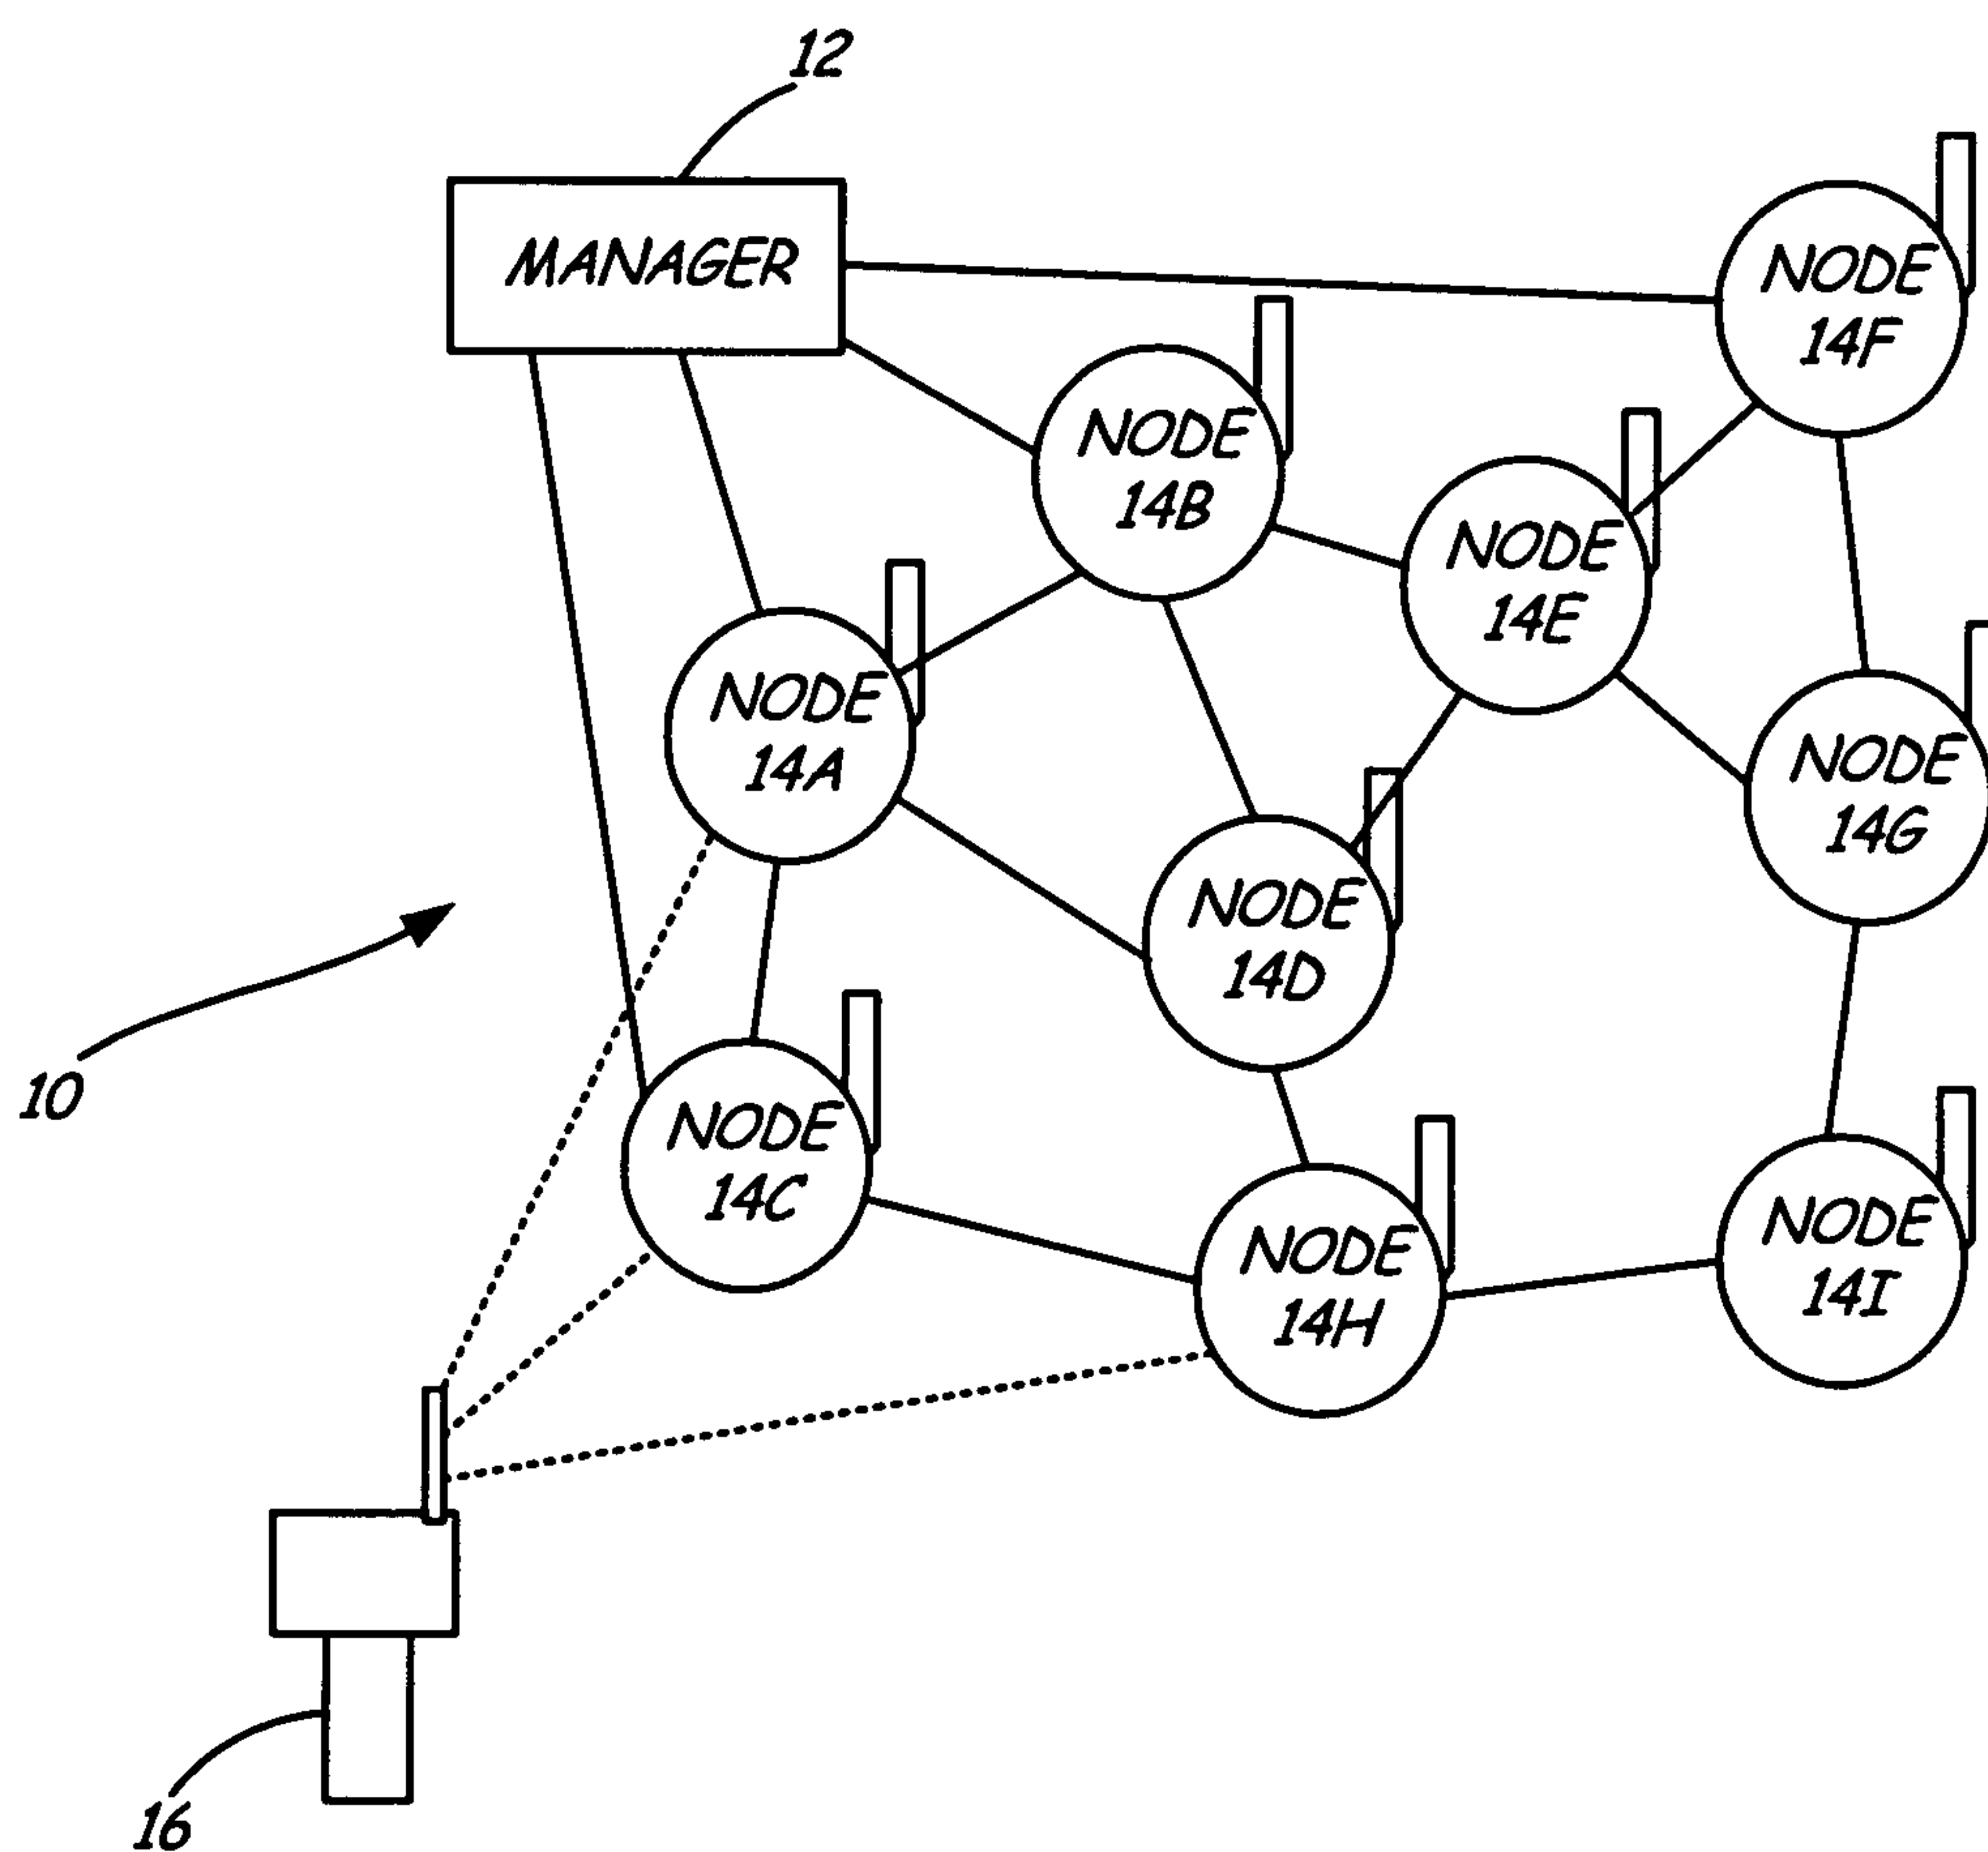 12
MANAGER
NODE
14F
NODE
14B
NODE
14E
NODE
14A
NODE
14G
NODE
14D
10
NODE
14C
NODE
14H
NODE
14I
16